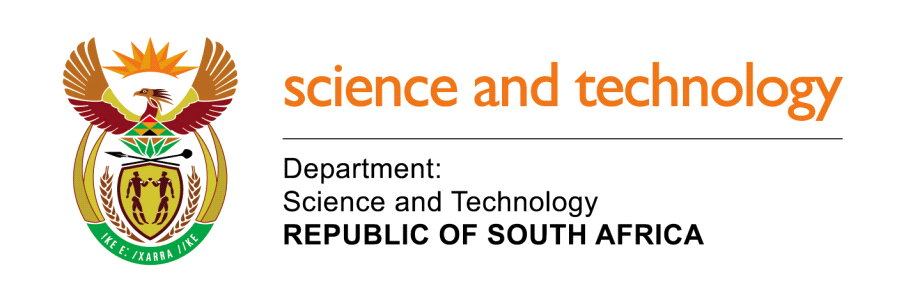 science and technology
Department:
Science and Technology
REPUBLIC OF SOUTH AFRICA
!KE E: /XARRA //KE